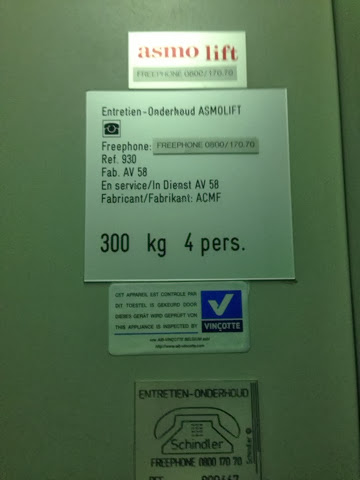 asmo lift
FREEPHONE 0800/170.70
Entretien-Onderhoud ASMOLIFT
Freephone: FREEPHONE 0800/170.70
Ref. 930
Fab. AV 58
En service/In Dienst AV 58
Fabricant/Fabrikant: ACMF
300 kg 4 pers.
CET APPAREIL EST CONTROLE PAR
DIT TOESTEL IS GEKEURD DOOR
DIESES GERÄT WIRD GEPRÜFT VON
THIS APPLIANCE IS INSPECTED BY
VINÇOTTE
ENTRETIEN-ONDERHOUD
Schindler
Schindler
FREEPHONE 0800 170 70